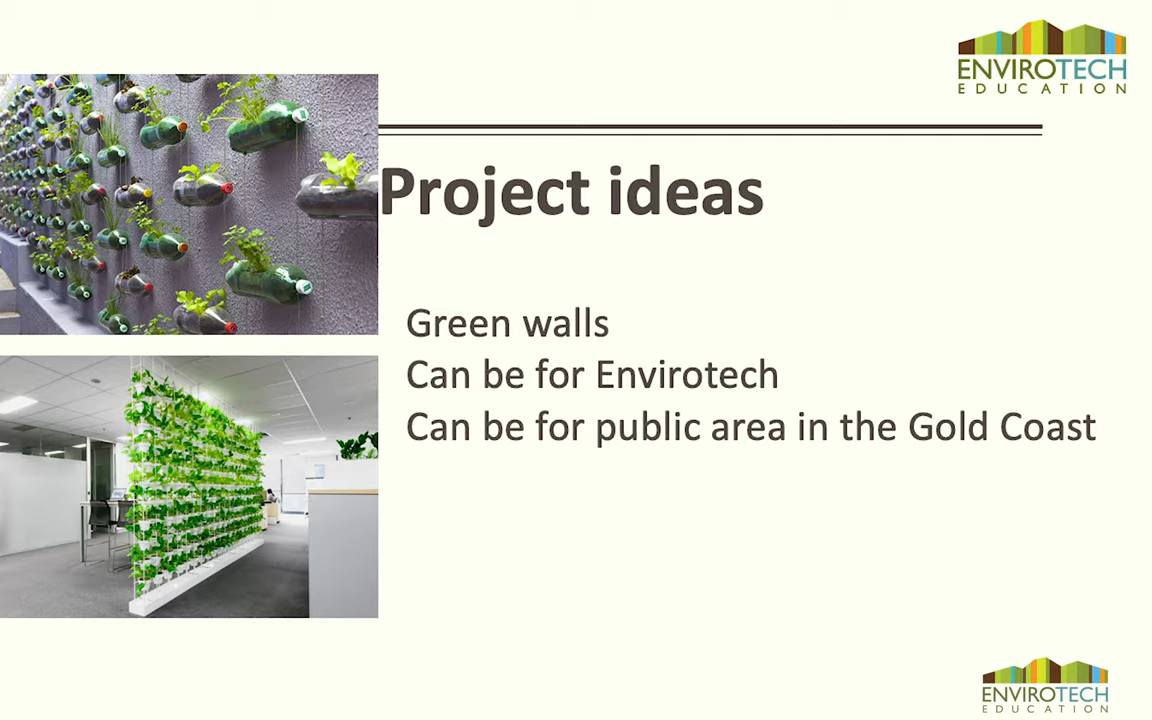 ENVIROTECH
EDUCATION
Project ideas
Green walls
Can be for Envirotech
Can be for public area in the Gold Coast
ENVIROTECH
EDUCATION